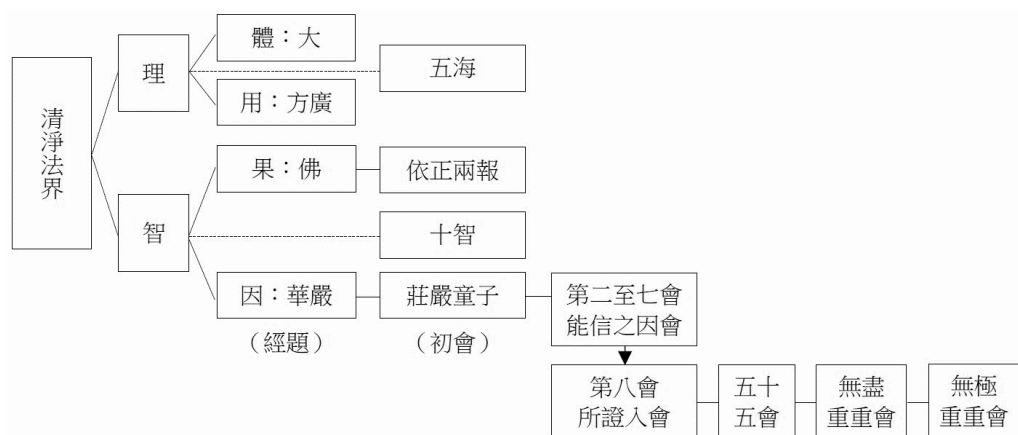 清淨法界
理
體：大
用：方廣
五海
智
果：佛
依正兩報
十智
因：華嚴
莊嚴童子
（經題）
（初會）
第二至七會
能信之因會
第八會
所證入會
五十
五會
無盡
重重會
無極
重重會